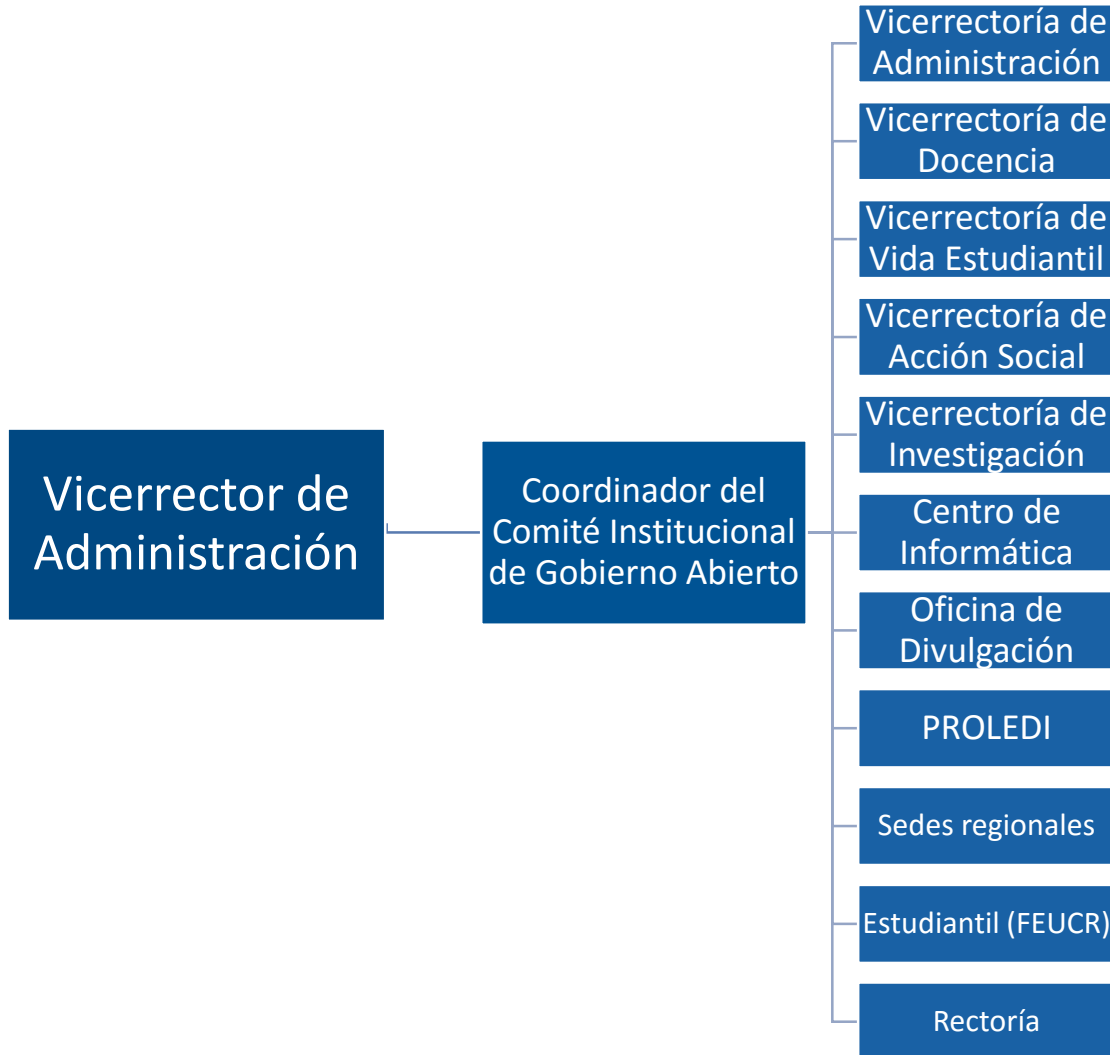 Vicerrector de
Administración
Coordinador del
Comité Institucional
de Gobierno Abierto
Vicerrectoría de
Administración
Vicerrectoría de
Docencia
Vicerrectoría de
Vida Estudiantil
Vicerrectoría de
Acción Social
Vicerrectoría de
Investigación
Centro de
Informática
Oficina de
Divulgación
PROLEDI
Sedes regionales
Estudiantil (FEUCR)
Rectoría